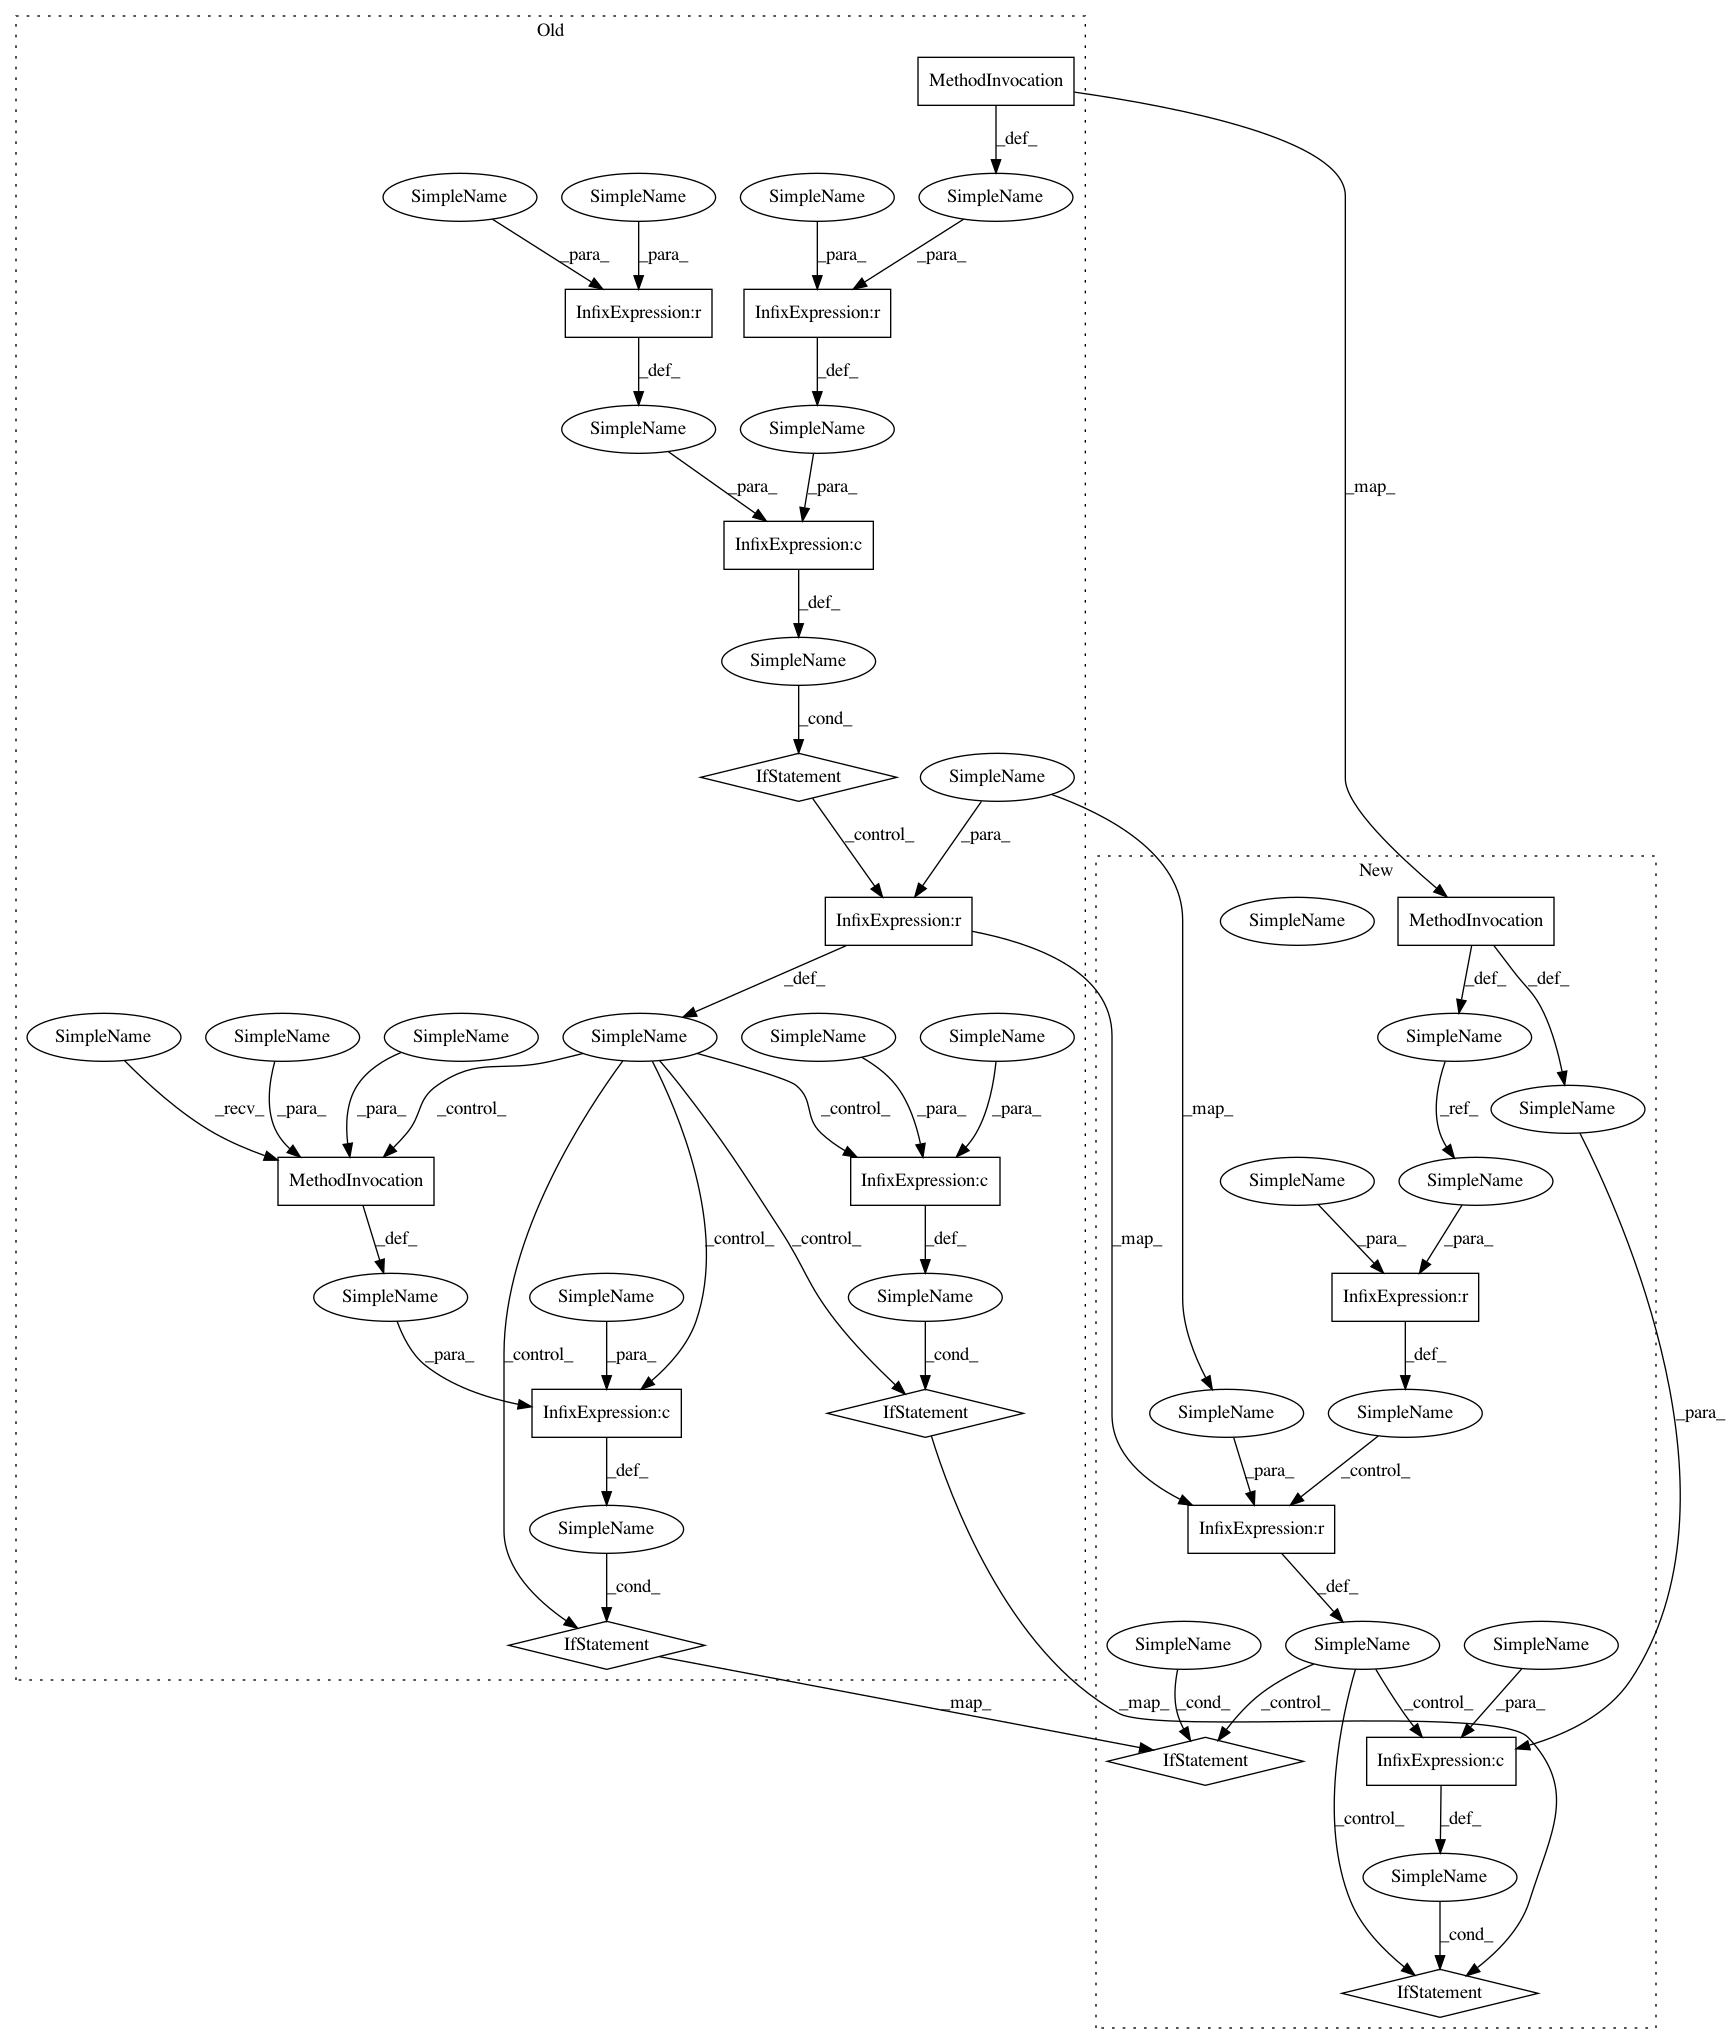 Old
MethodInvocation
_def_
SimpleName SimpleName SimpleName SimpleName
_para_ _para_ _para_ _para_
InfixExpression:r InfixExpression:r
_def_ _def_
SimpleName SimpleName
_para_ _para_ _map_
InfixExpression:c
_def_
SimpleName
_cond_
IfStatement SimpleName
_control_ _para_
New
InfixExpression:r SimpleName MethodInvocation
_def_ _def_ _def_
SimpleName SimpleName SimpleName SimpleName SimpleName SimpleName SimpleName
_recv_ _para_ _para_ _control_ _control_ _para_ _para_ _map_ _ref_ SimpleName
MethodInvocation InfixExpression:c SimpleName SimpleName
_def_ _control_ _control_ _def_ _map_ _para_ _para_
SimpleName SimpleName SimpleName InfixExpression:r
_para_ _control_ _para_ _cond_ _def_
InfixExpression:c IfStatement SimpleName SimpleName _para_
_def_ _para_ _control_
SimpleName InfixExpression:r
_cond_ _def_
IfStatement SimpleName SimpleName SimpleName
_map_ _map_ _cond_ _control_ _control_ _para_
IfStatement InfixExpression:c
_control_ _def_
SimpleName
_cond_
IfStatement